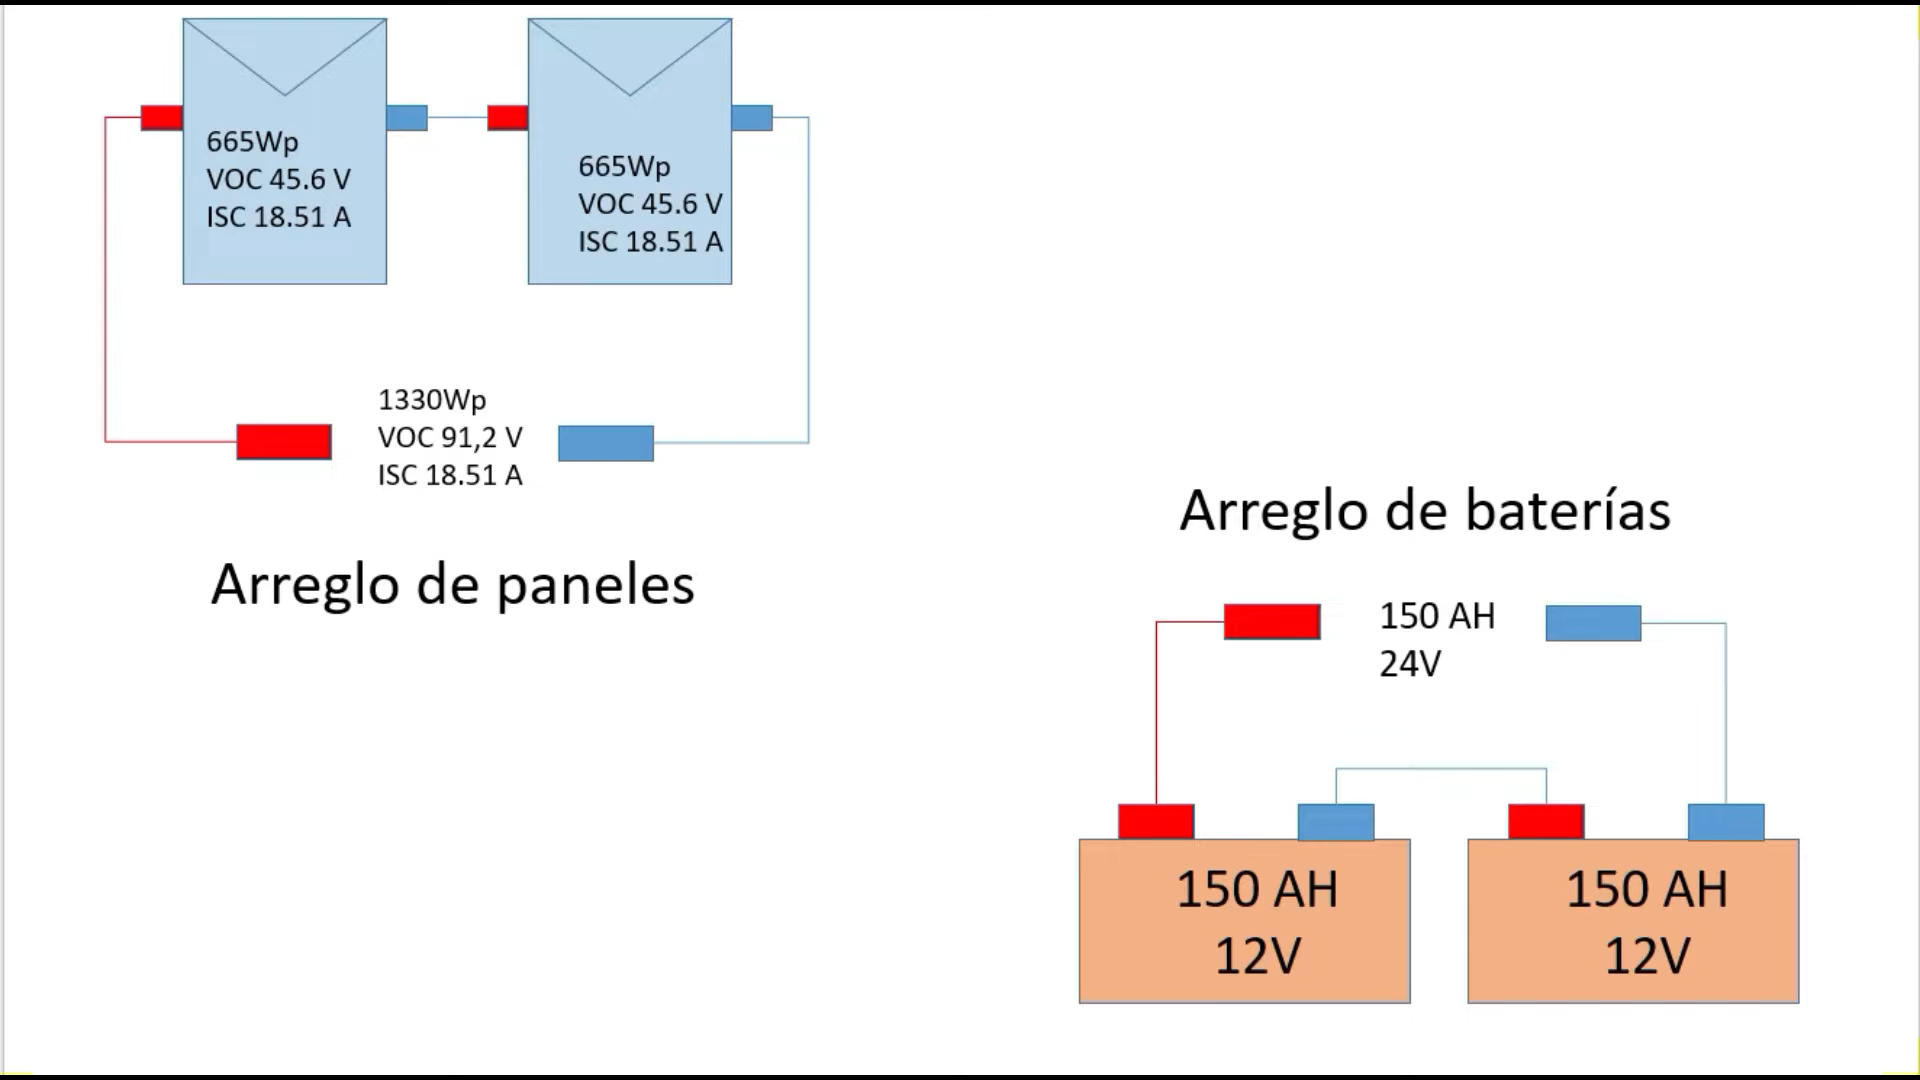 665Wp
VOC 45.6 V
ISC 18.51 A
665Wp
VOC 45.6 V
ISC 18.51 A
1330Wp
VOC 91,2 V
ISC 18.51 A
Arreglo de paneles
Arreglo de baterías
150 AH
24V
150 AH
12V
150 AH
12V